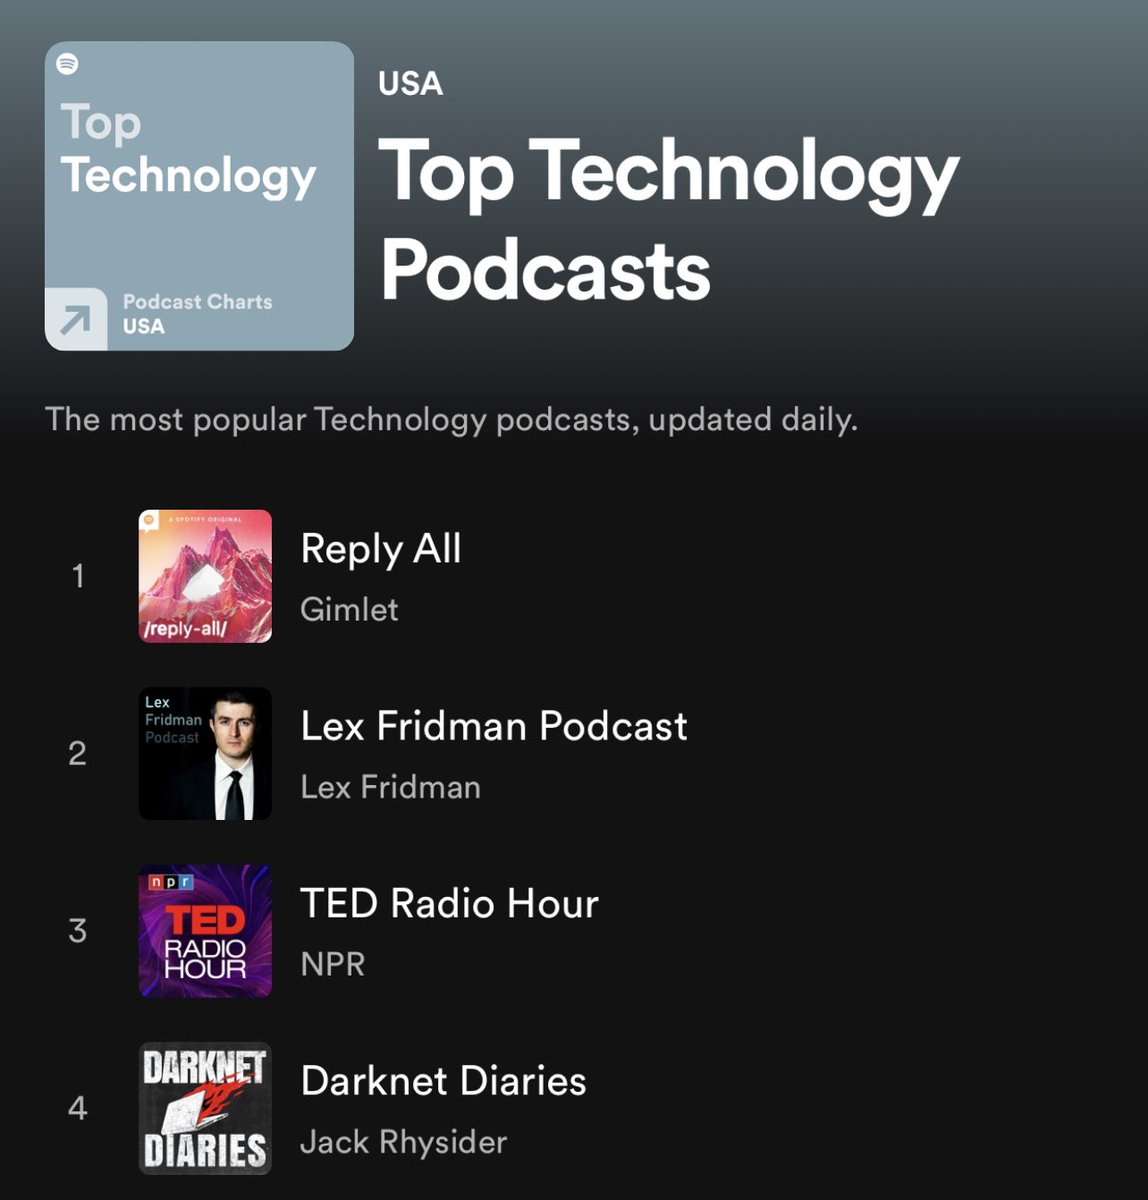 Top
Technology
Podcast Charts
USA
USA
Top Technology
Podcasts
The most popular Technology podcasts, updated daily.
1
A SPOTIFY ORIGINAL
/reply-all/
Reply All
Gimlet
2
Lex
Fridman
Podcast
Lex Fridman Podcast
Lex Fridman
3
npr
TED
RADIO
HOUR
TED Radio Hour
NPR
4
DARKNET
DIARIES
Darknet Diaries
Jack Rhysider